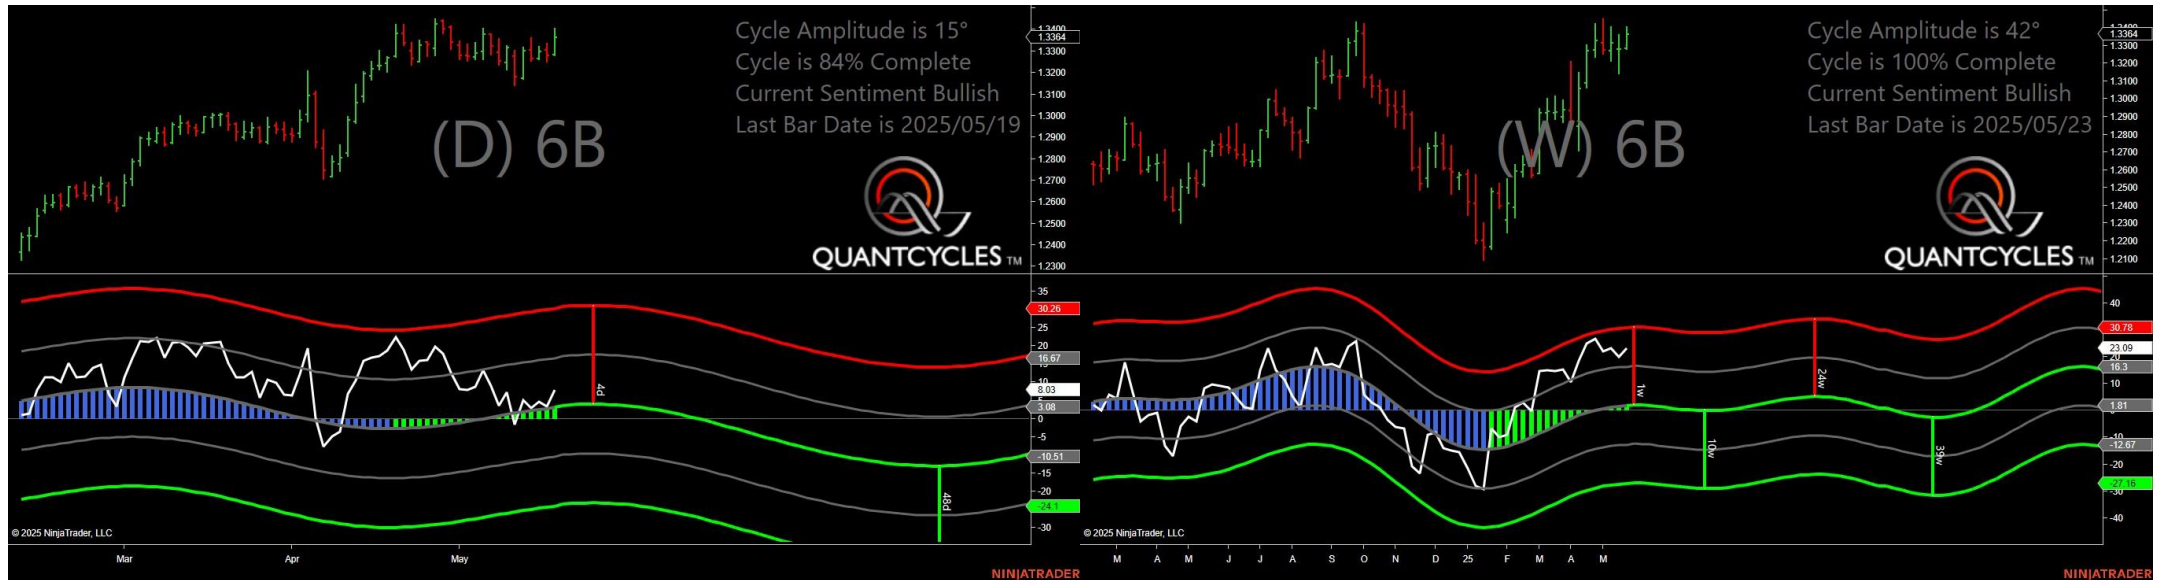 Cycle Amplitude is 15°
Cycle is 84% Complete
Current Sentiment Bullish
Last Bar Date is 2025/05/19
(D) 6B
QUANTCYCLES TM
1.3400
1.3364
1.3300
1.3200
1.3100
1.3000
1.2900
1.2800
1.2700
1.2600
1.2500
1.2400
1.2300
35
30.26
25
20
16.67
10
8.03
3.08
0
-5
-10.51
-15
-20
-24.1
-30
4d
48d
© 2025 NinjaTrader, LLC
Mar
Apr
May
NINJATRADER
Cycle Amplitude is 42°
Cycle is 100% Complete
Current Sentiment Bullish
Last Bar Date is 2025/05/23
(W) 6B
QUANTCYCLES TM
1.3400
1.3364
1.3300
1.3200
1.3100
1.3000
1.2900
1.2800
1.2700
1.2600
1.2500
1.2400
1.2300
1.2200
1.2100
40
30.78
23.09
20
16.3
10
1.81
-10
-12.67
-20
-27.16
-30
-40
1w
10w
24w
39w
© 2025 NinjaTrader, LLC
M
A
M
J
J
A
S
O
N
D
25
F
M
A
M
NINJATRADER